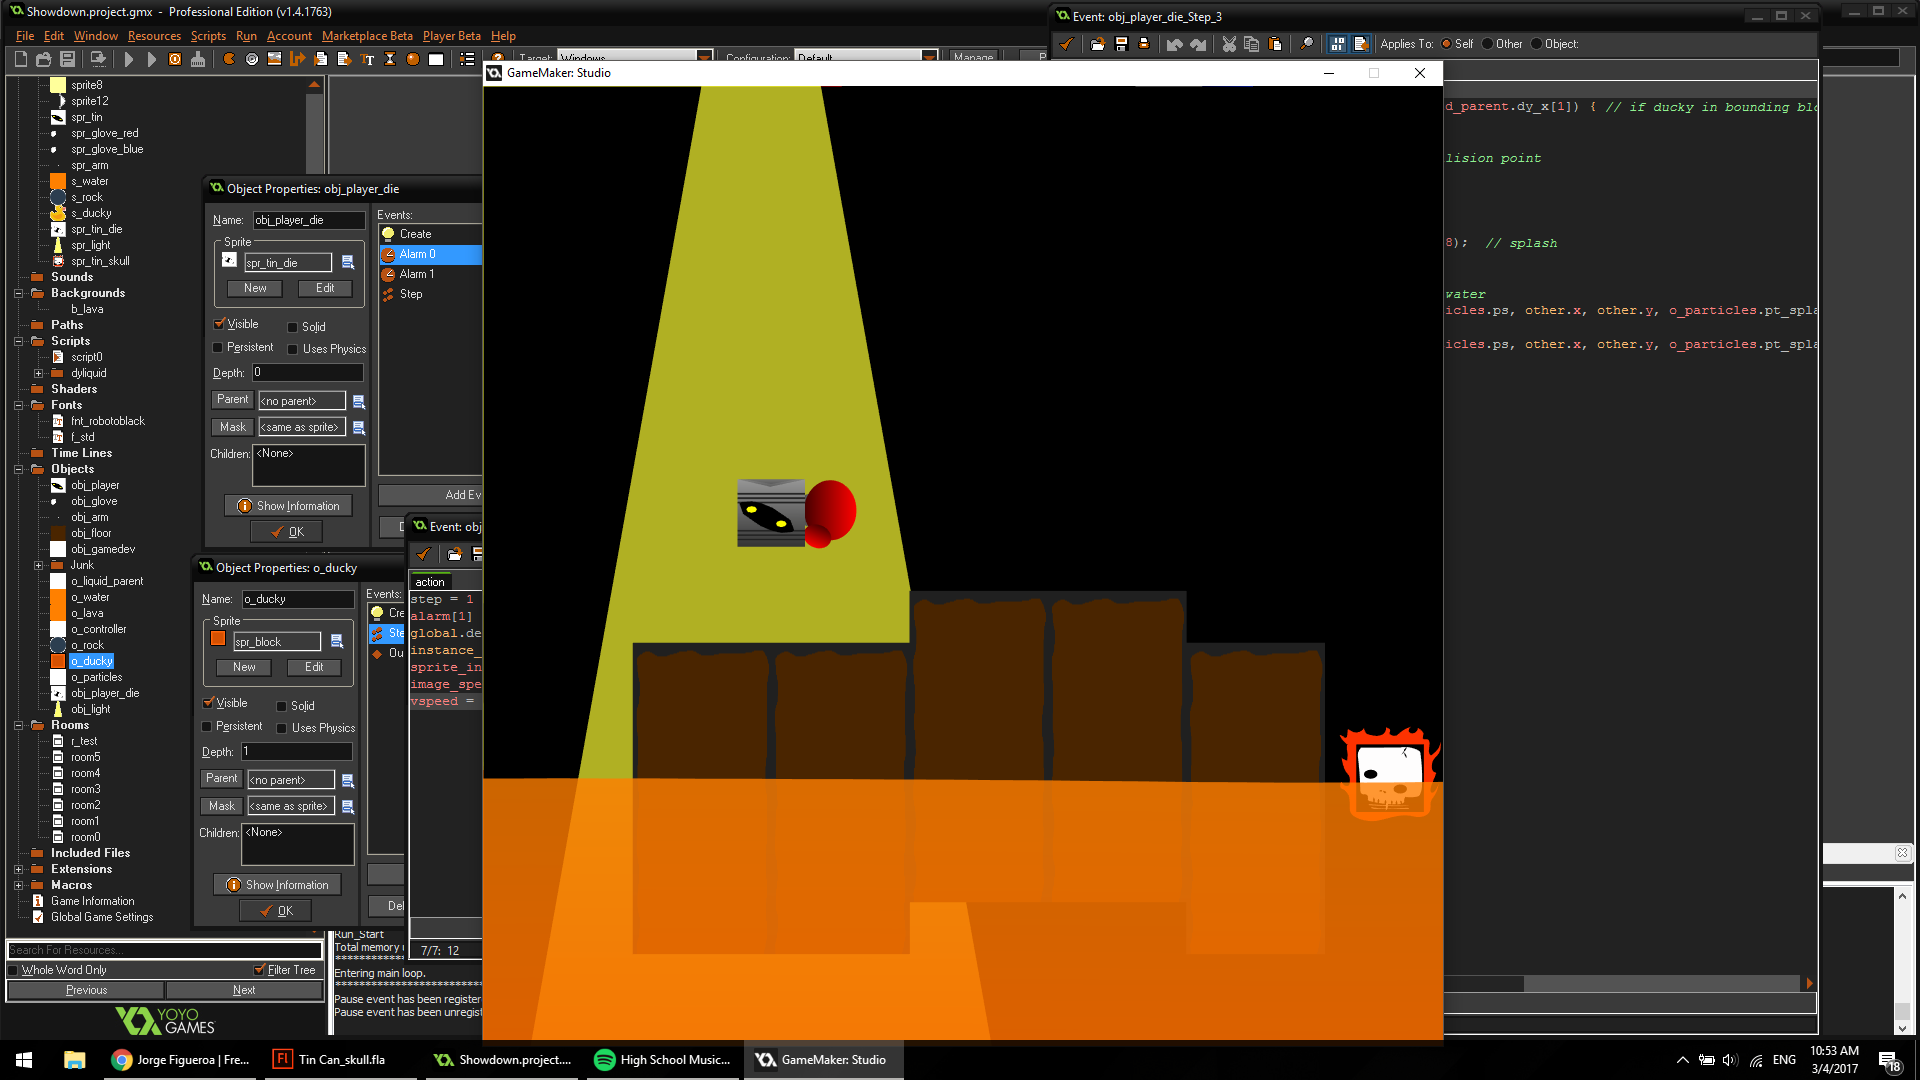 Showdown.project.gmx - Professional Edition (v1.4.1763)
File Edit Window Resources Scripts Run Account Marketplace Beta Player Beta Help
Target: Windows Configuration: Default Manage
sprite8
sprite12
spr_tin
spr_glove_red
spr_glove_blue
spr_arm
s_water
s_rock
s_ducky
spr_tin_die
spr_light
spr_tin_skull
Sounds
Backgrounds
b_lava
Paths
Scripts
script0
dyliquid
Shaders
Fonts
fnt_robotoblack
f_std
Time Lines
Objects
obj_player
obj_glove
obj_arm
obj_floor
obj_gamedev
Junk
o_liquid_parent
o_water
o_lava
o_controller
o_rock
o_ducky
o_particles
obj_player_die
obj_light
Rooms
r_test
room5
room4
room3
room2
room1
room0
Included Files
Extensions
Macros
Game Information
Global Game Settings
Search For Resources...
Whole Word Only Filter Tree
Previous Next
YOYO GAMES
Object Properties: obj_player_die
Name: obj_player_die
Sprite
spr_tin_die
New Edit
Visible Solid
Persistent Uses Physics
Depth: 0
Parent <no parent>
Mask <same as sprite>
Children: <None>
Show Information
OK
Events:
Create
Alarm 0
Alarm 1
Step
Add Ev
Object Properties: o_ducky
Name: o_ducky
Sprite
spr_block
New Edit
Visible Solid
Persistent Uses Physics
Depth: 1
Parent <no parent>
Mask <same as sprite>
Children: <None>
Show Information
OK
Events:
Cre
Ste
Ou
Del
Event: obj
action
step = 1
alarm[1]
global.de
instance_
sprite_in
image_spe
vspeed =
7/7: 12
Run_Start
Total memory u
Entering main loop.
Pause event has been register
Pause event has been unregist
GameMaker: Studio
Event: obj_player_die_Step_3
Applies To: Self Other Object:
d_parent.dy_x[1]) { // if ducky in bounding blo
lision point
8); // splash
water
icles.ps, other.x, other.y, o_particles.pt_spla
icles.ps, other.x, other.y, o_particles.pt_spla
Jorge Figueroa | Fre...
Tin Can_skull.fla
Showdown.project....
High School Music...
GameMaker: Studio
ENG
10:53 AM
3/4/2017
18